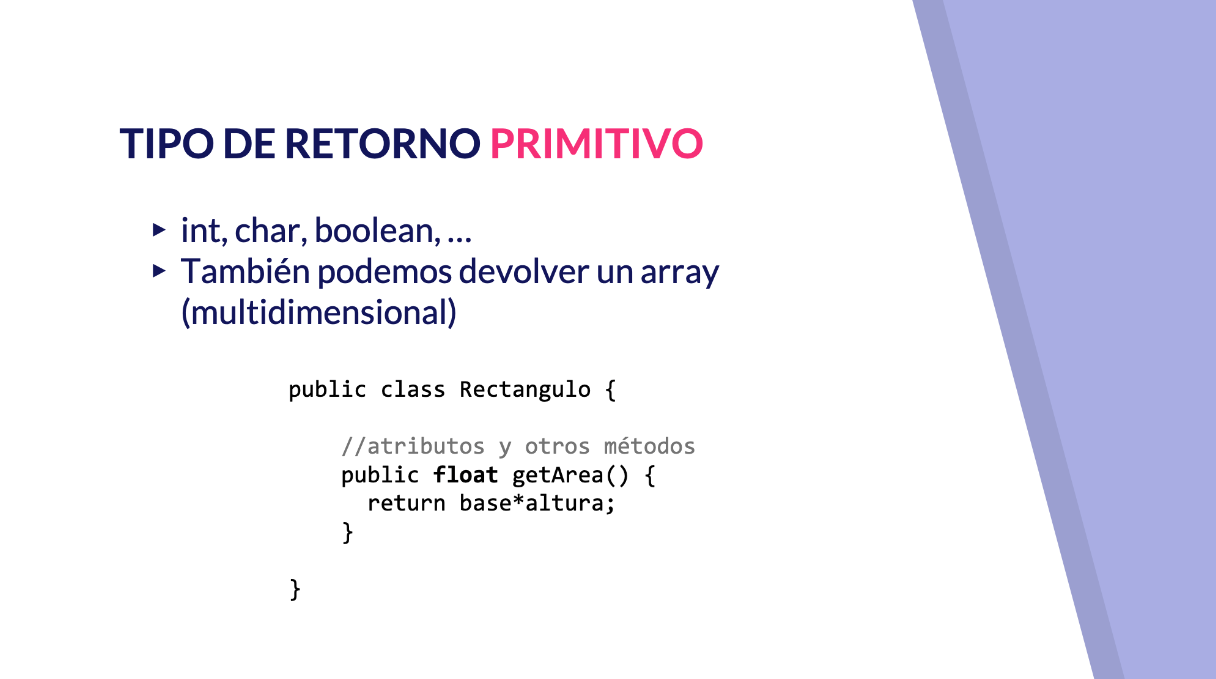 TIPO DE RETORNO PRIMITIVO
▸ int, char, boolean, ...
▸ También podemos devolver un array
(multidimensional)
public class Rectangulo {
//atributos y otros métodos
public float getArea() {
return base*altura;
}
}